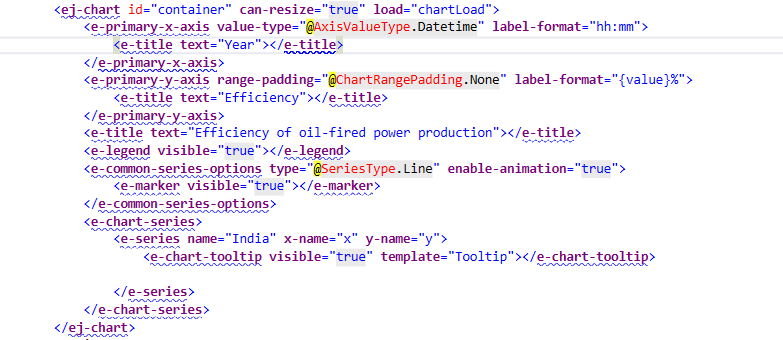 <ej-chart id="container" can-resize="true" load="chartLoad">
<e-primary-x-axis value-type="@AxisValueType.Datetime" label-format="hh:mm">
<e-title text="Year"></e-title>
</e-primary-x-axis>
<e-primary-y-axis range-padding="@ChartRangePadding.None" label-format="{value}%">
<e-title text="Efficiency"></e-title>
</e-primary-y-axis>
<e-title text="Efficiency of oil-fired power production"></e-title>
<e-legend visible="true"></e-legend>
<e-common-series-options type="@SeriesType.Line" enable-animation="true">
<e-marker visible="true"></e-marker>
</e-common-series-options>
<e-chart-series>
<e-series name="India" x-name="x" y-name="y">
<e-chart-tooltip visible="true" template="Tooltip"></e-chart-tooltip>
</e-series>
</e-chart-series>
</ej-chart>